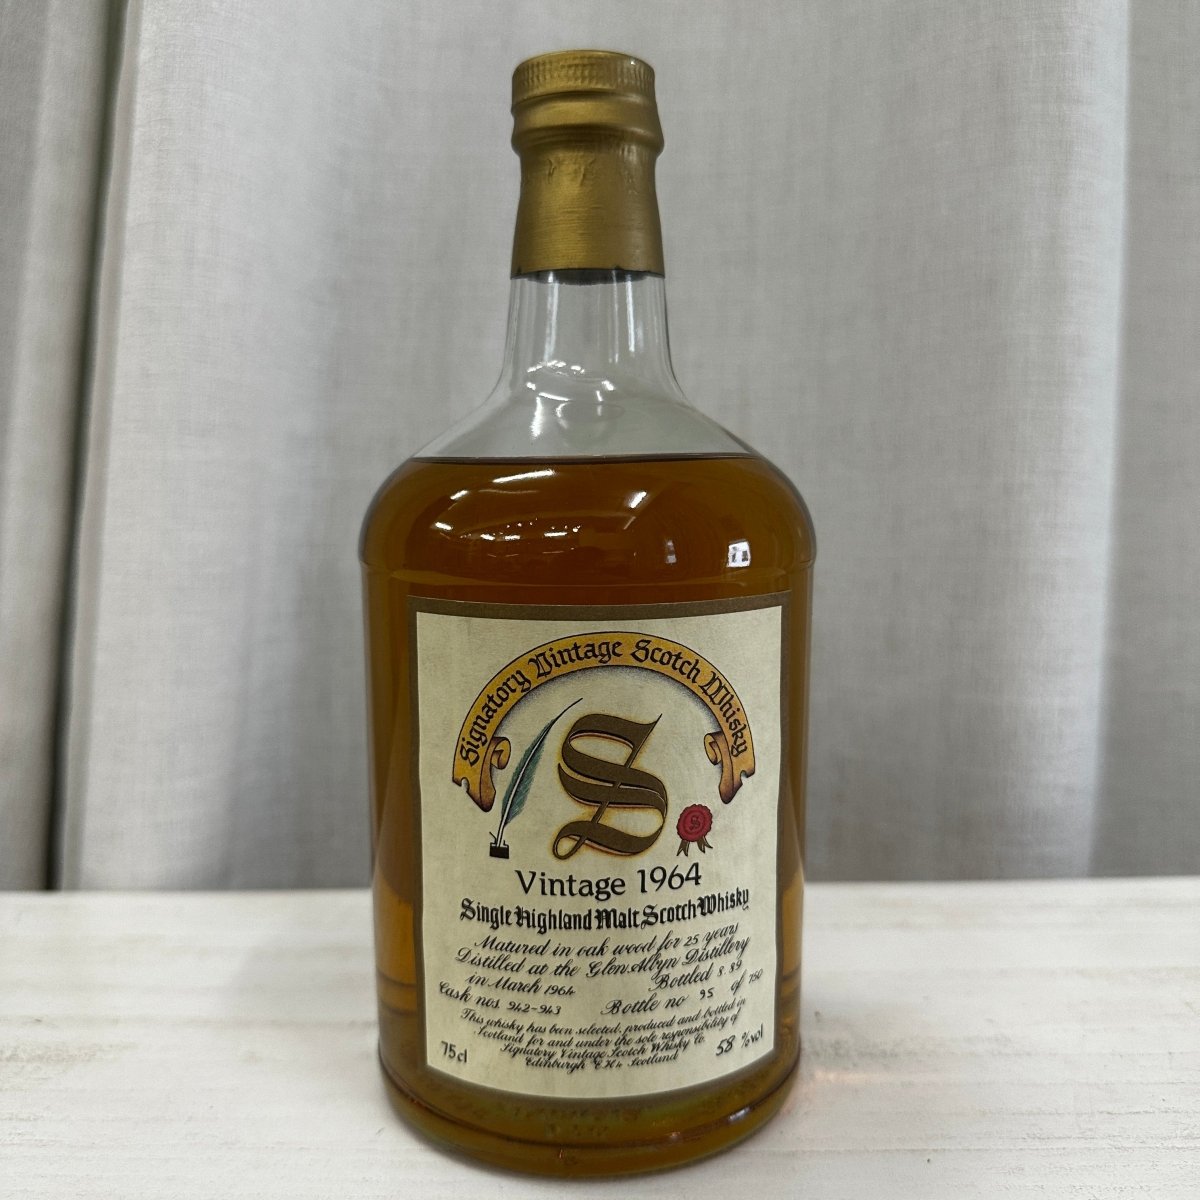 Signatory Vintage Scotch Whisky
S
S
Vintage 1964
Single Highland Malt Scotch Whisky
Matured in oak wood for 25 years
Distilled at the Glen Albyn Distillery
in March 1964 Bottled 8.89
Cask nos 942-943 Bottle no 95 of 750
This whisky has been selected, produced and bottled in
Scotland for and under the sole responsibility of
Signatory Vintage Scotch Whisky Co.
Edinburgh EH4 Scotland
75cl 58 %vol